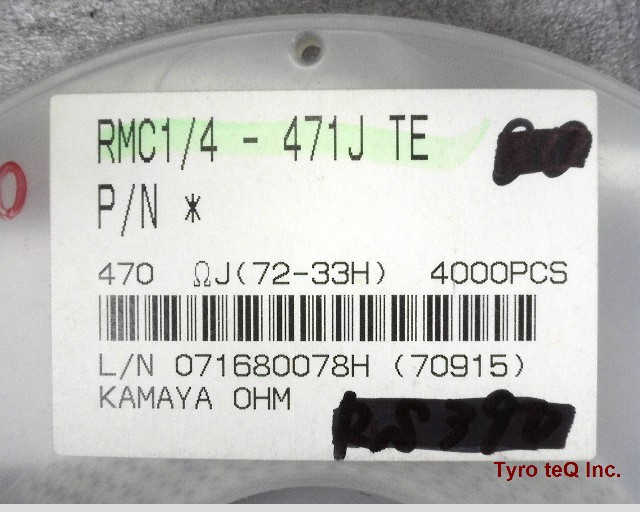 RMC1/4 - 471J TE
P/N *
470 ΩJ(72-33H) 4000PCS
L/N 071680078H (70915)
KAMAYA OHM
Tyro teQ Inc.